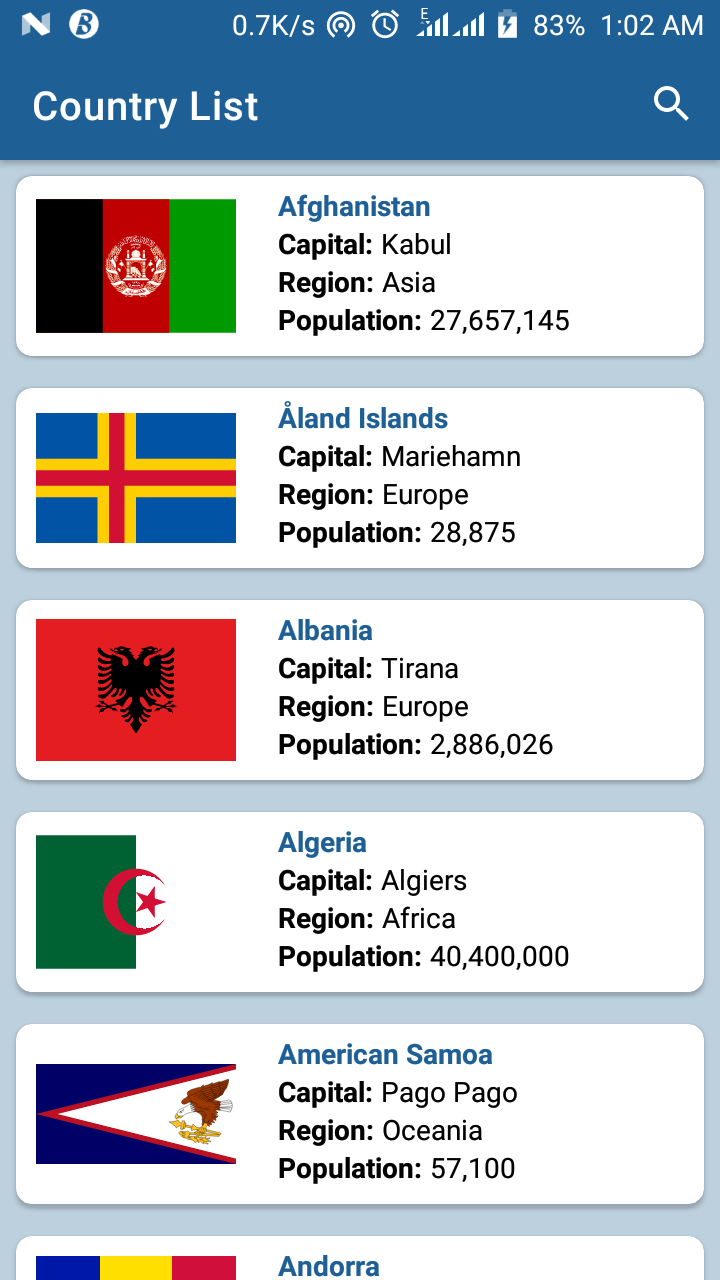 0.7K/s E 83% 1:02 AM
Country List
Afghanistan
Capital: Kabul
Region: Asia
Population: 27,657,145
Åland Islands
Capital: Mariehamn
Region: Europe
Population: 28,875
Albania
Capital: Tirana
Region: Europe
Population: 2,886,026
Algeria
Capital: Algiers
Region: Africa
Population: 40,400,000
American Samoa
Capital: Pago Pago
Region: Oceania
Population: 57,100
Andorra